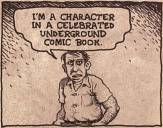 I'M A CHARACTER
IN A CELEBRATED
UNDERGROUND
COMIC BOOK.